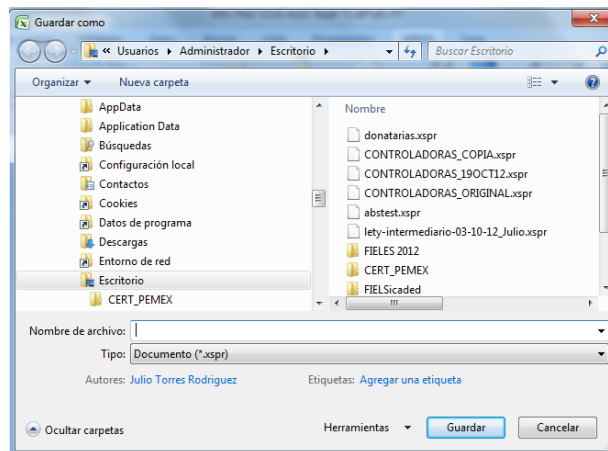 Guardar como
« Usuarios ▸ Administrador ▸ Escritorio ▸ Buscar Escritorio
Organizar ▼ Nueva carpeta
AppData
Application Data
Búsquedas
Configuración local
Contactos
Cookies
Datos de programa
Descargas
Entorno de red
Escritorio
CERT_PEMEX
Nombre
donatarias.xspr
CONTROLADORAS_COPIA.xspr
CONTROLADORAS_19OCT12.xspr
CONTROLADORAS_ORIGINAL.xspr
abstest.xspr
lety-intermediario-03-10-12_Julio.xspr
FIELES 2012
CERT_PEMEX
FIELSicaded
Nombre de archivo:
Tipo: Documento (*.xspr)
Autores: Julio Torres Rodriguez Etiquetas: Agregar una etiqueta
Ocultar carpetas Herramientas ▼ Guardar Cancelar